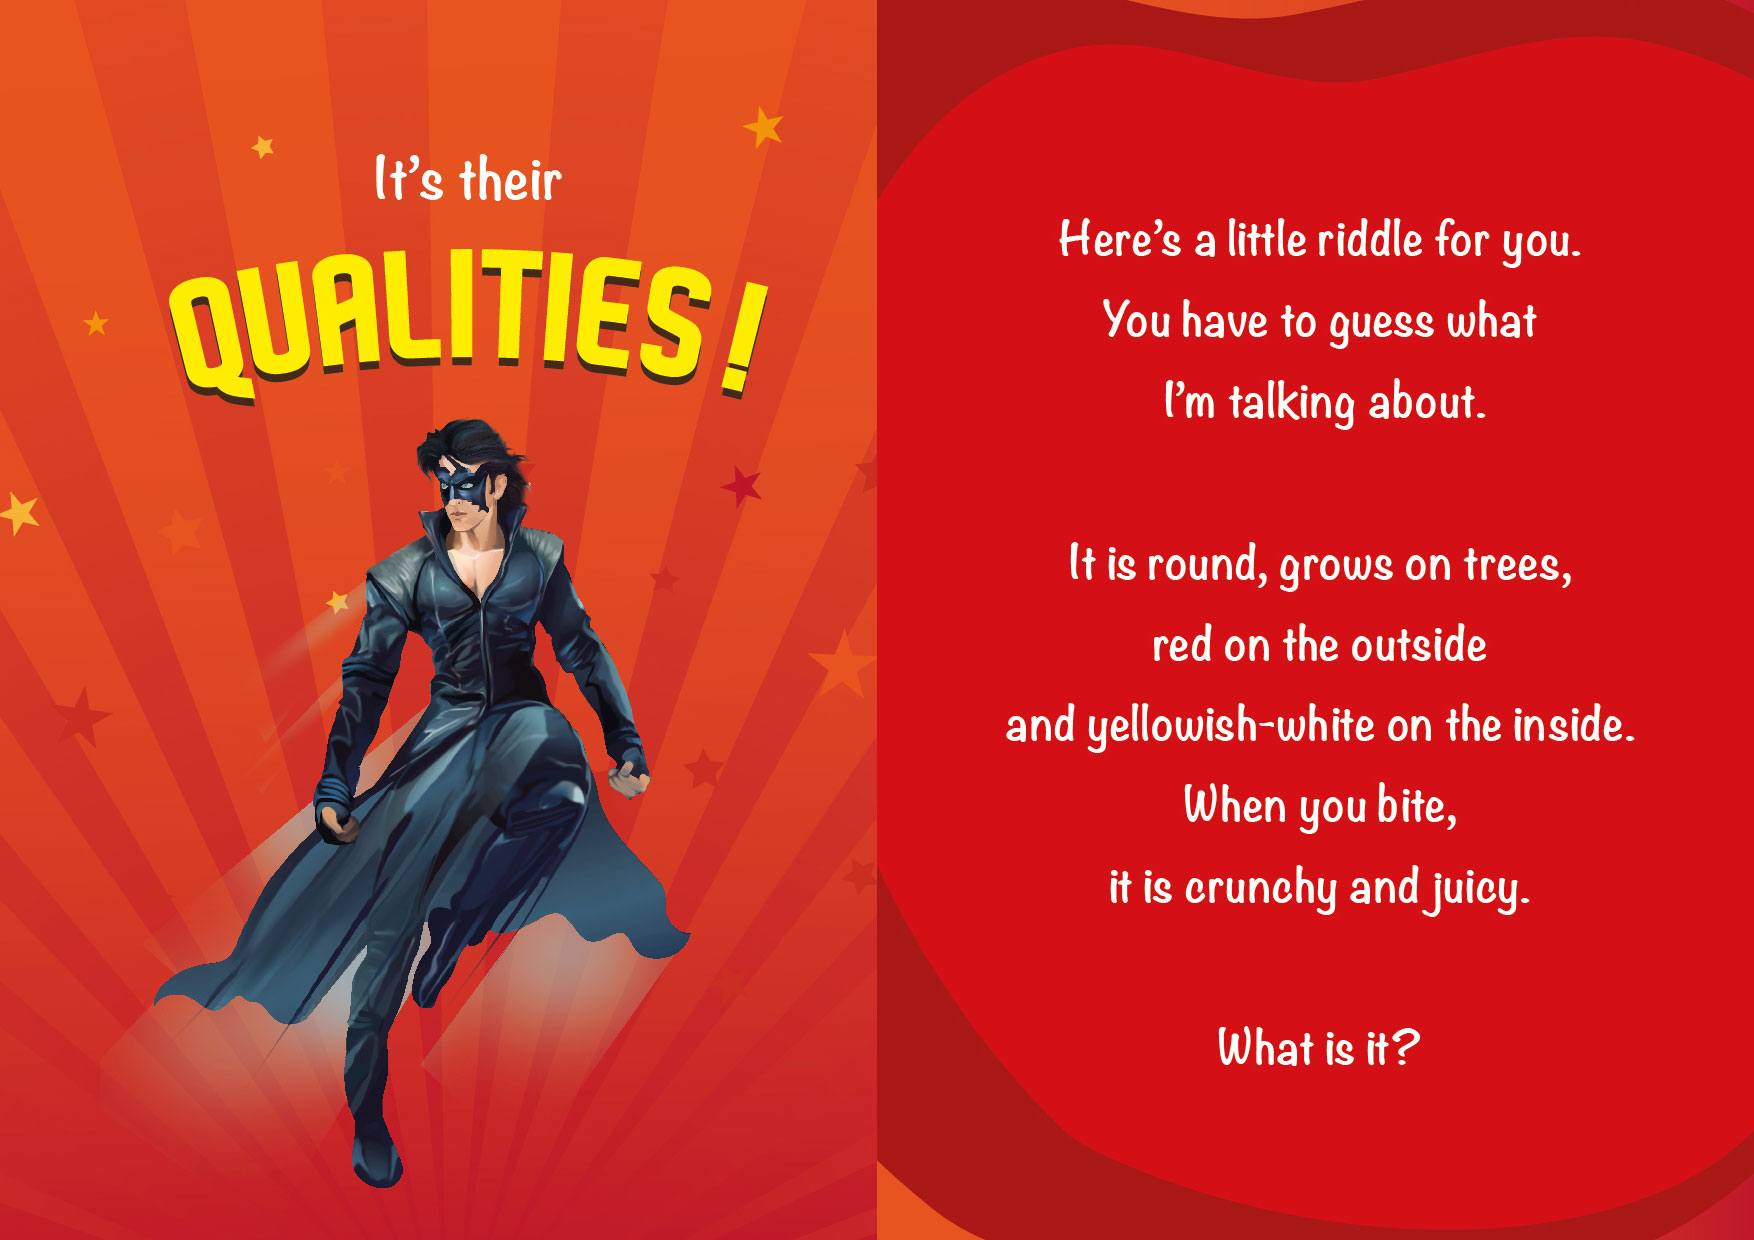 It's their
QUALITIES!
Here's a little riddle for you.
You have to guess what
I'm talking about.
It is round, grows on trees,
red on the outside
and yellowish-white on the inside.
When you bite,
it is crunchy and juicy.
What is it?